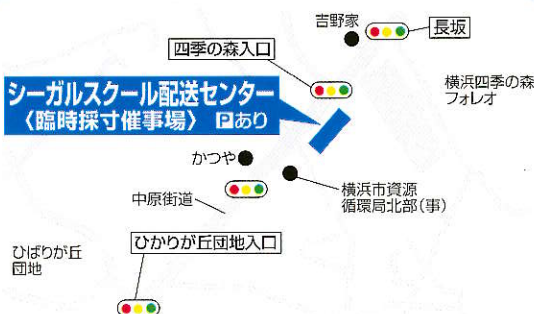 吉野家
長坂
四季の森入口
横浜四季の森
フォレオ
シーガルスクール配送センター
〈臨時採寸催事場〉 Pあり
かつや
横浜市資源
循環局北部(事)
中原街道
ひかりが丘団地入口
ひばりが丘
団地